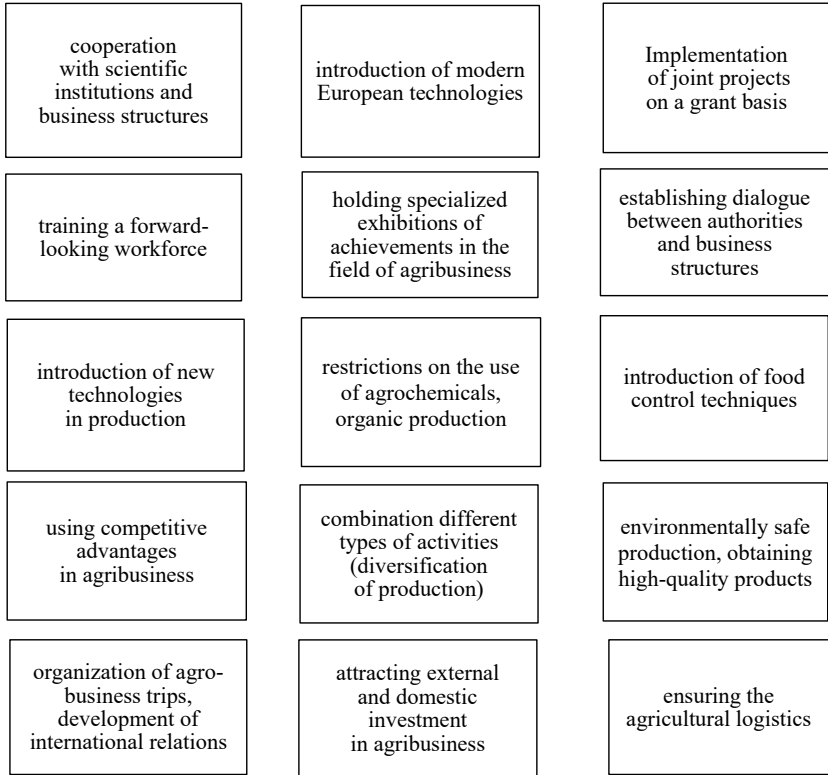 cooperation
with scientific
institutions and
business structures
introduction of modern
European technologies
Implementation
of joint projects
on a grant basis
training a forward-
looking workforce
holding specialized
exhibitions of
achievements in the
field of agribusiness
establishing dialogue
between authorities
and business
structures
introduction of new
technologies
in production
restrictions on the use
of agrochemicals,
organic production
introduction of food
control techniques
using competitive
advantages
in agribusiness
combination different
types of activities
(diversification
of production)
environmentally safe
production, obtaining
high-quality products
organization of agro-
business trips,
development of
international relations
attracting external
and domestic
investment
in agribusiness
ensuring the
agricultural logistics